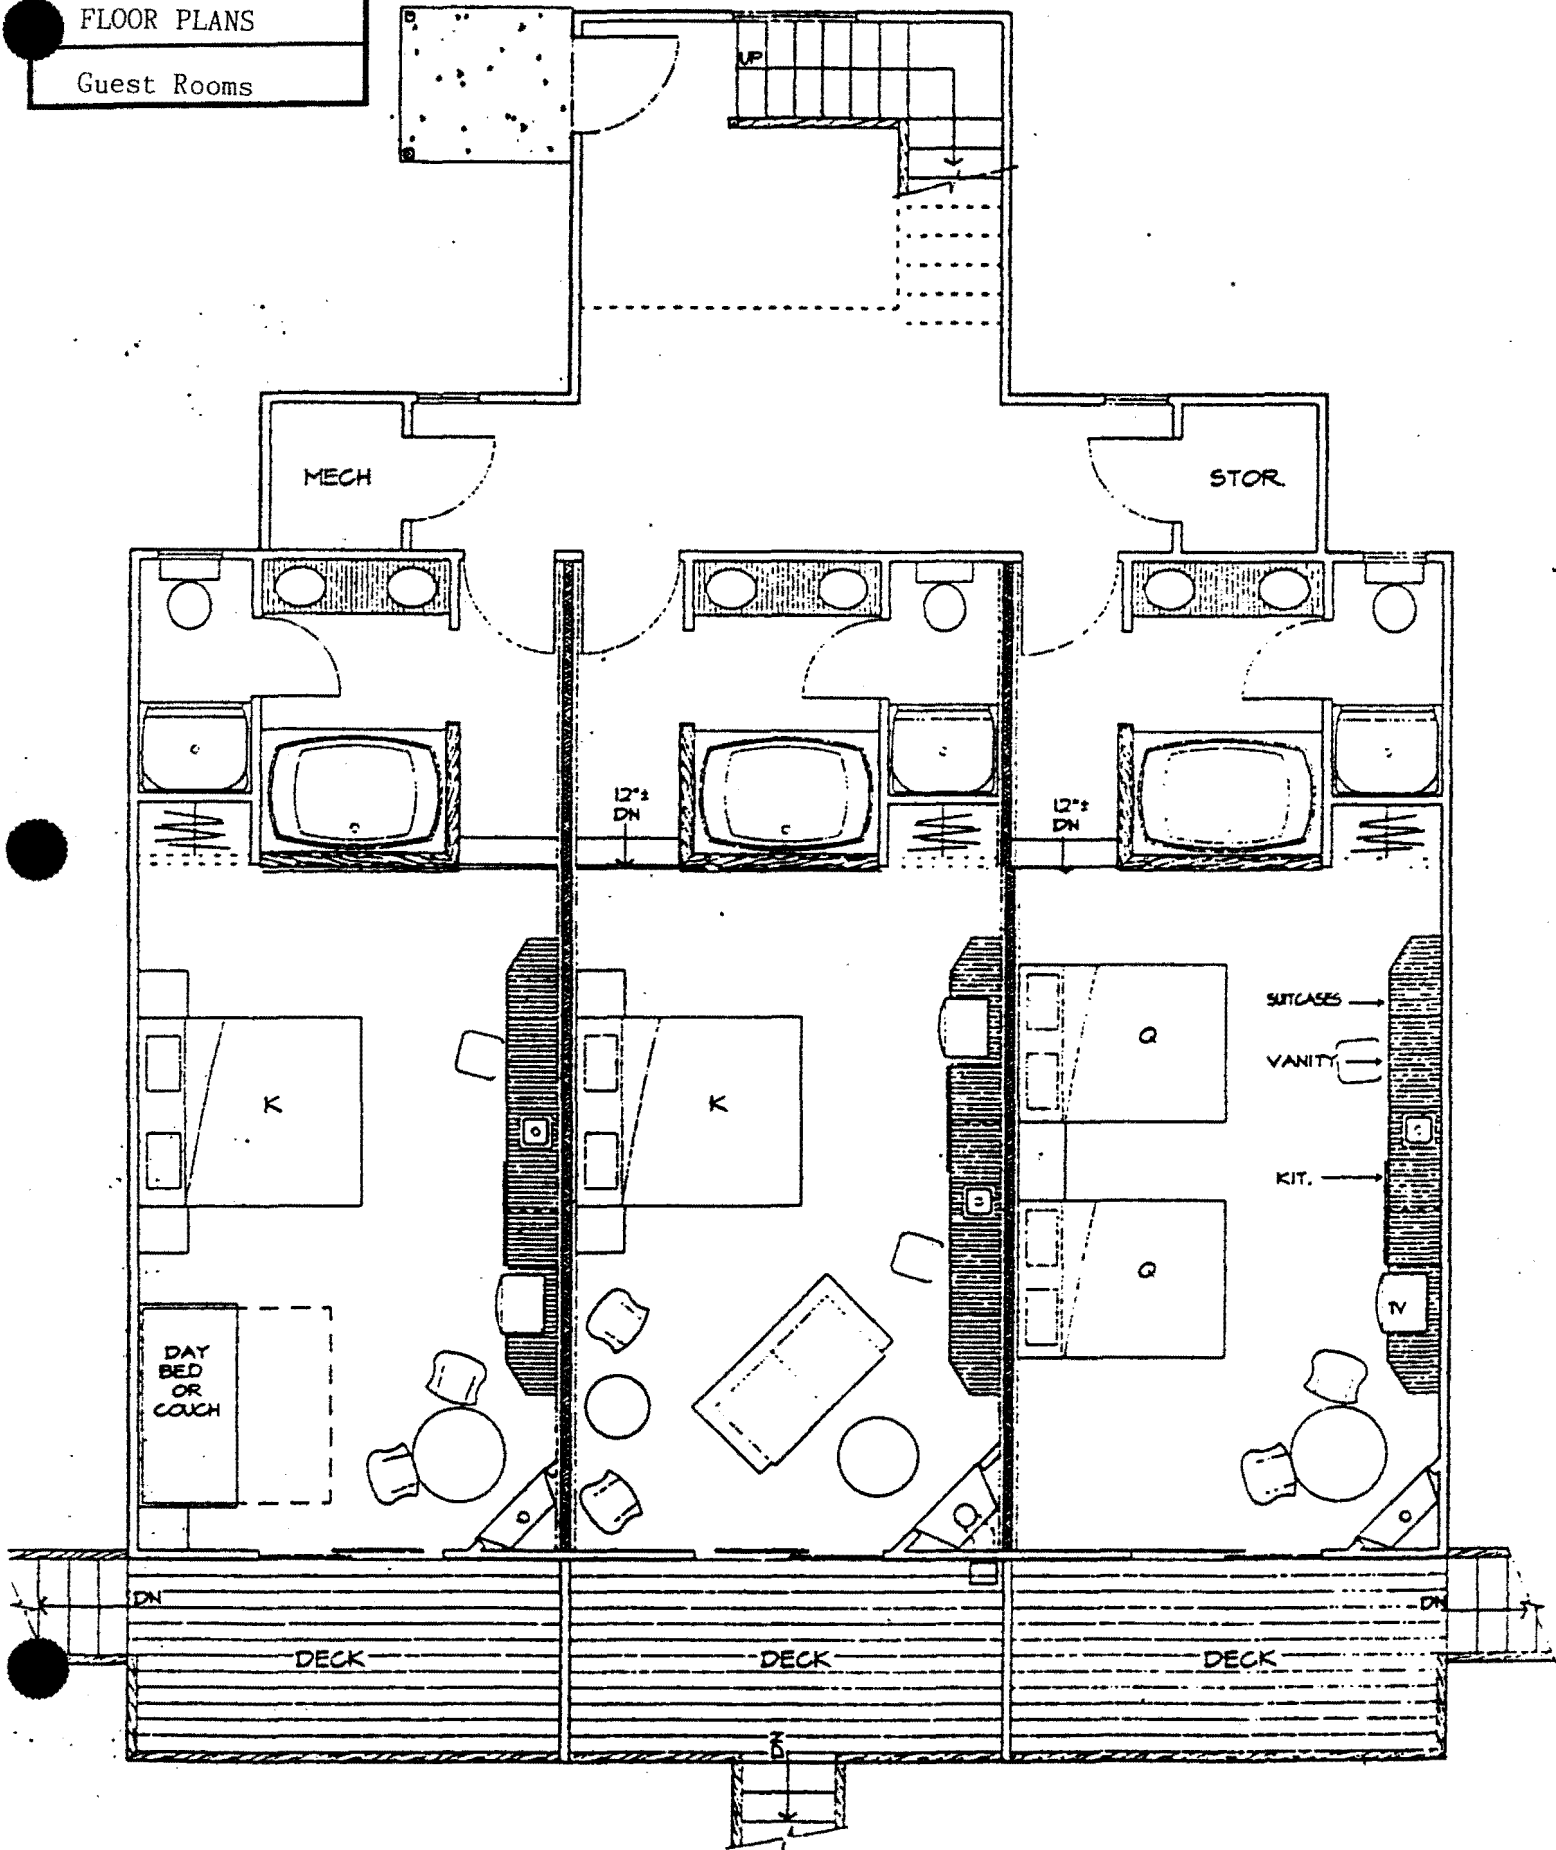 FLOOR PLANS
Guest Rooms
UP
MECH
STOR.
12"±
DN
12"±
DN
SUITCASES
VANITY
KIT.
K
K
Q
Q
TV
DAY
BED
OR
COUCH
DN
DN
DECK
DECK
DECK
DN